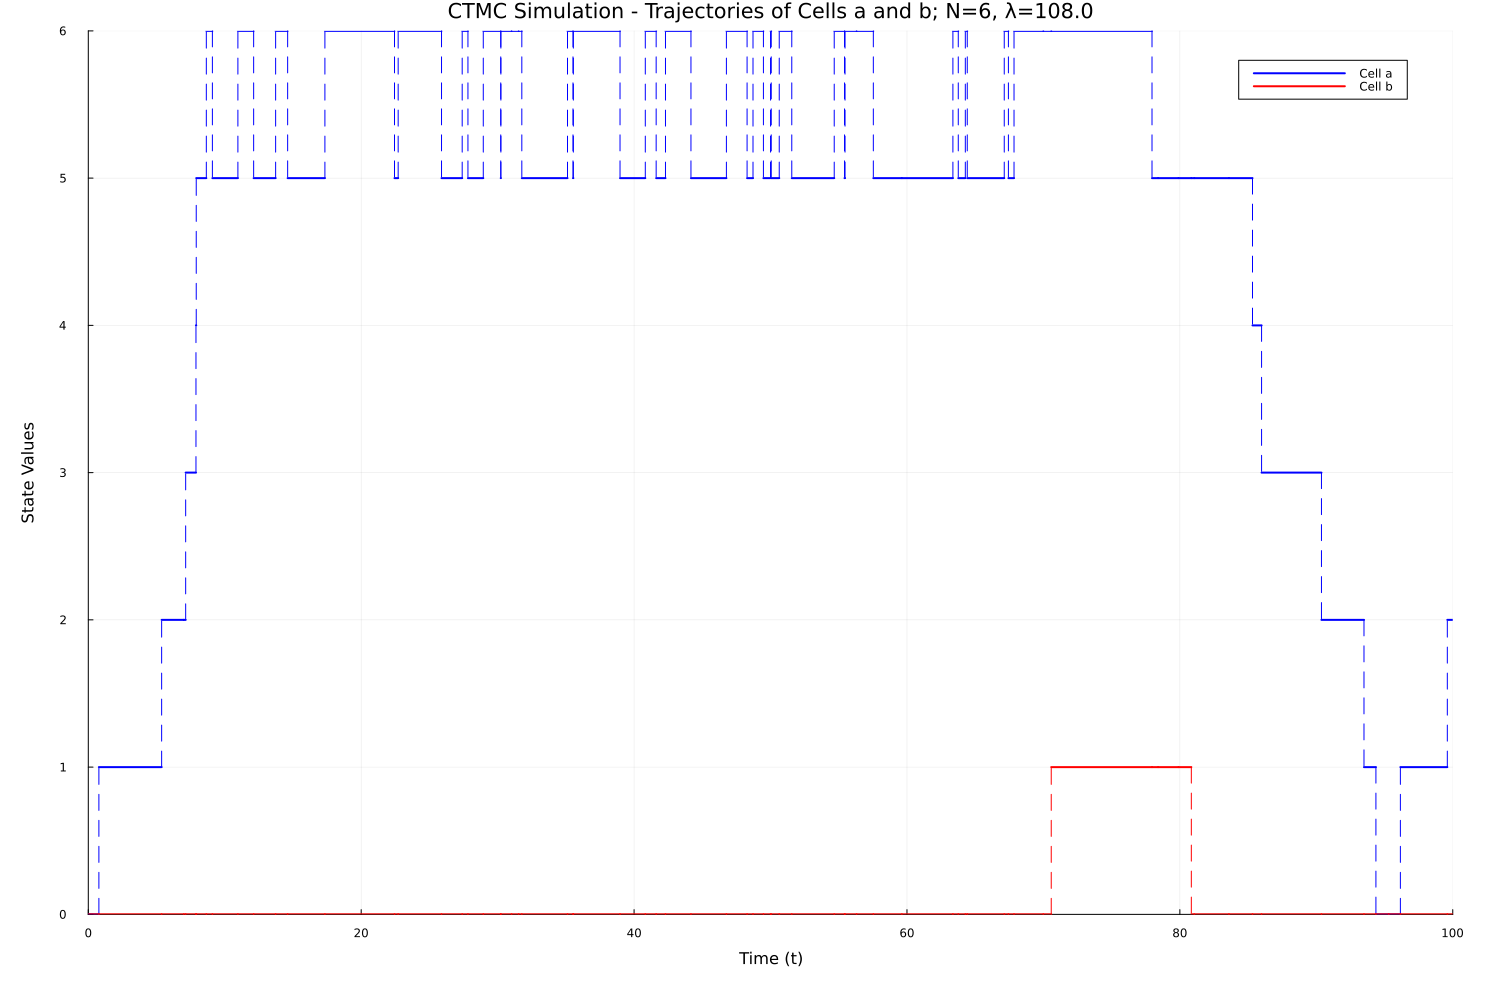 CTMC Simulation - Trajectories of Cells a and b; N=6, λ=108.0
6
5
4
3
2
1
0
State Values
Cell a
Cell b
0 20 40 60 80 100
Time (t)